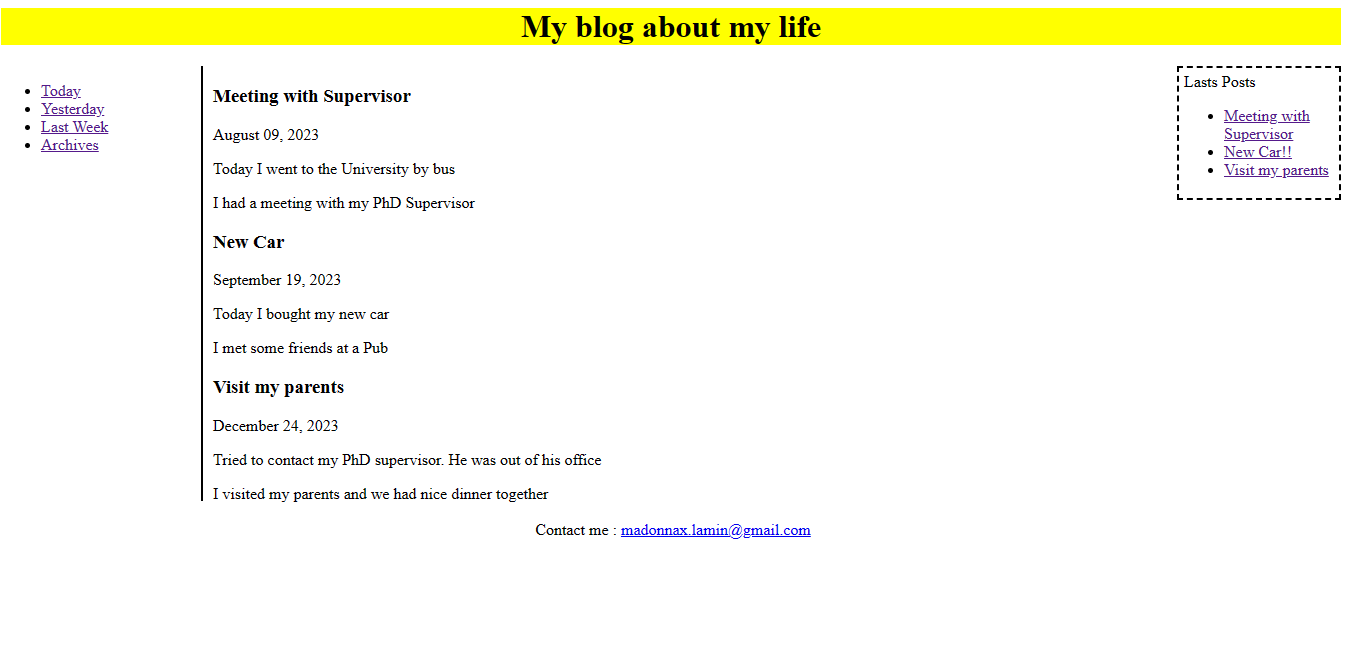 My blog about my life
Today
Yesterday
Last Week
Archives
Meeting with Supervisor
August 09, 2023
Today I went to the University by bus
I had a meeting with my PhD Supervisor
New Car
September 19, 2023
Today I bought my new car
I met some friends at a Pub
Visit my parents
December 24, 2023
Tried to contact my PhD supervisor. He was out of his office
I visited my parents and we had nice dinner together
Lasts Posts
Meeting with
Supervisor
New Car!!
Visit my parents
Contact me : madonnax.lamin@gmail.com